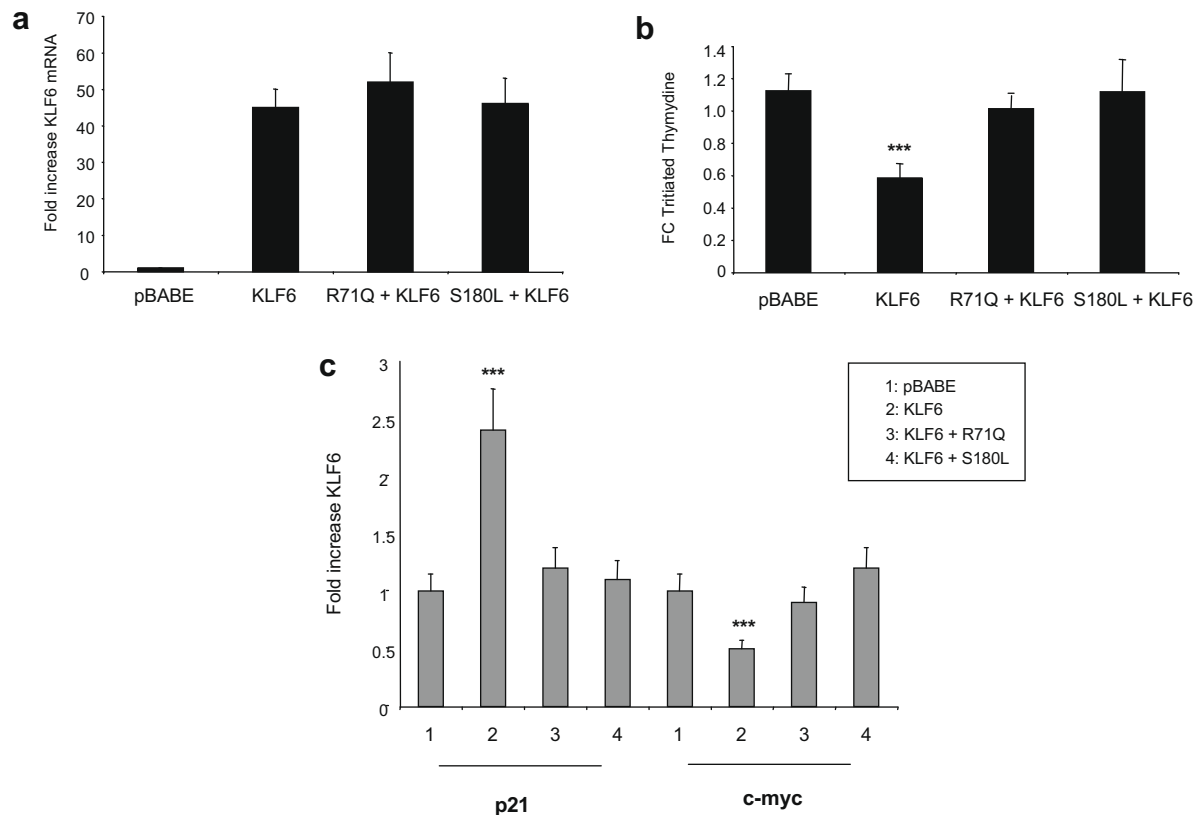 a
Fold increase KLF6 mRNA
70
60
50
40
30
20
10
0
pBABE
KLF6
R71Q + KLF6
S180L + KLF6
b
FC Tritiated Thymydine
1.4
1.2
1.0
0.8
0.6
0.4
0.2
0
***
pBABE
KLF6
R71Q + KLF6
S180L + KLF6
c
Fold increase KLF6
3
2.5
2
1.5
1
0.5
0
***
***
1 2 3 4 1 2 3 4
p21
c-myc
1: pBABE
2: KLF6
3: KLF6 + R71Q
4: KLF6 + S180L